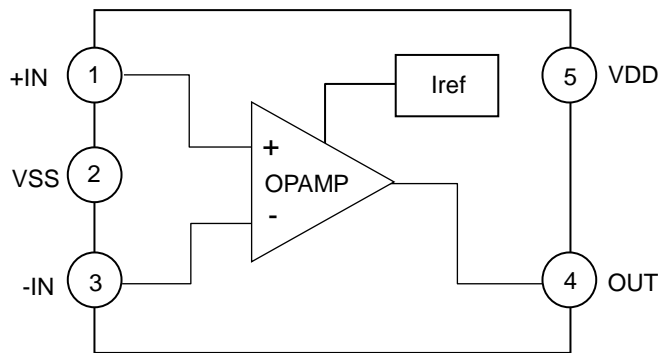 +IN
1
Iref
5
VDD
+
VSS
2
OPAMP
-
-IN
3
4
OUT